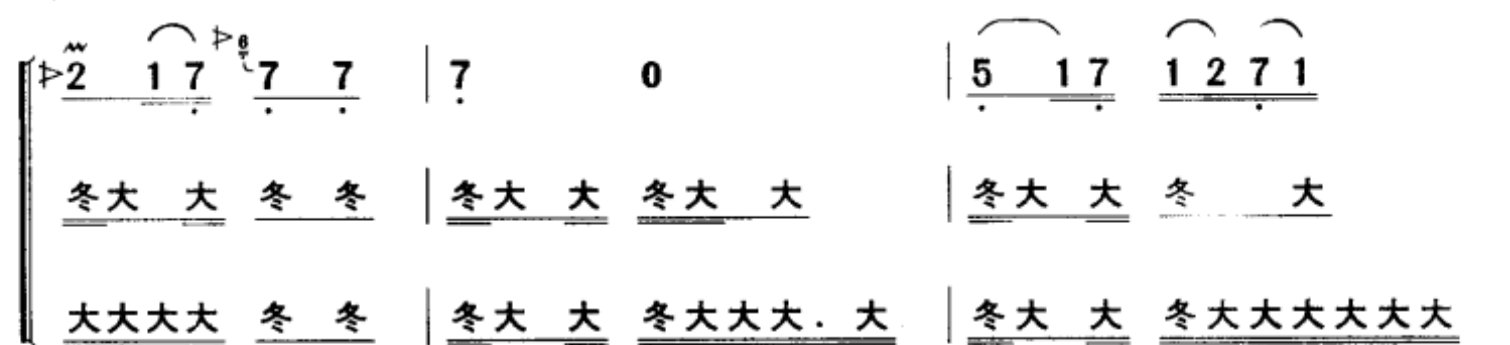 2 1 7 6 7 7 | 7 0 | 5 1 7 1 2 7 1
冬大 大 冬 冬 | 冬大 大 冬大 大 | 冬大 大 冬 大
大大大大 冬 冬 | 冬大 大 冬大大大. 大 | 冬大 大 冬大大大大大大